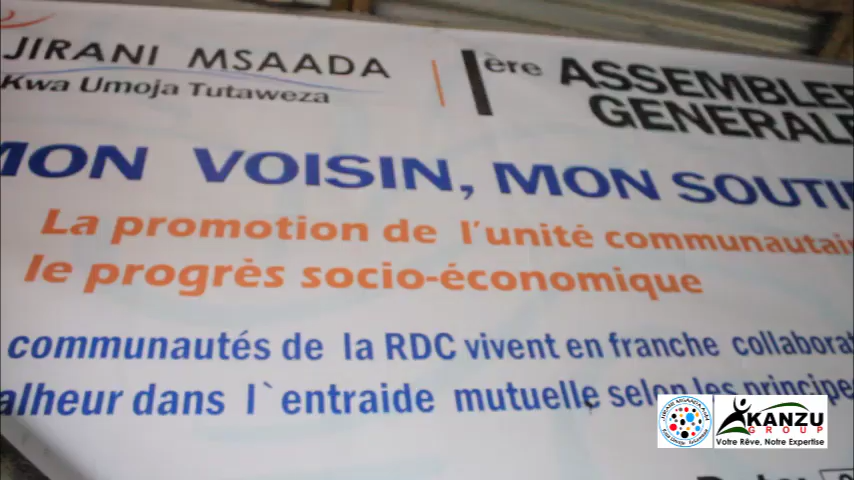 JIRANI MSAADA
Kwa Umoja Tutaweza
1ère ASSEMBLEE
GENERALE
MON VOISIN, MON SOUTI
La promotion de l'unité communautai
le progrès socio-économique
communautés de la RDC vivent en franche collaborat
alheur dans l`entraide mutuelle selon les principe
KANZU
GROUP
Votre Rêve, Notre Expertise